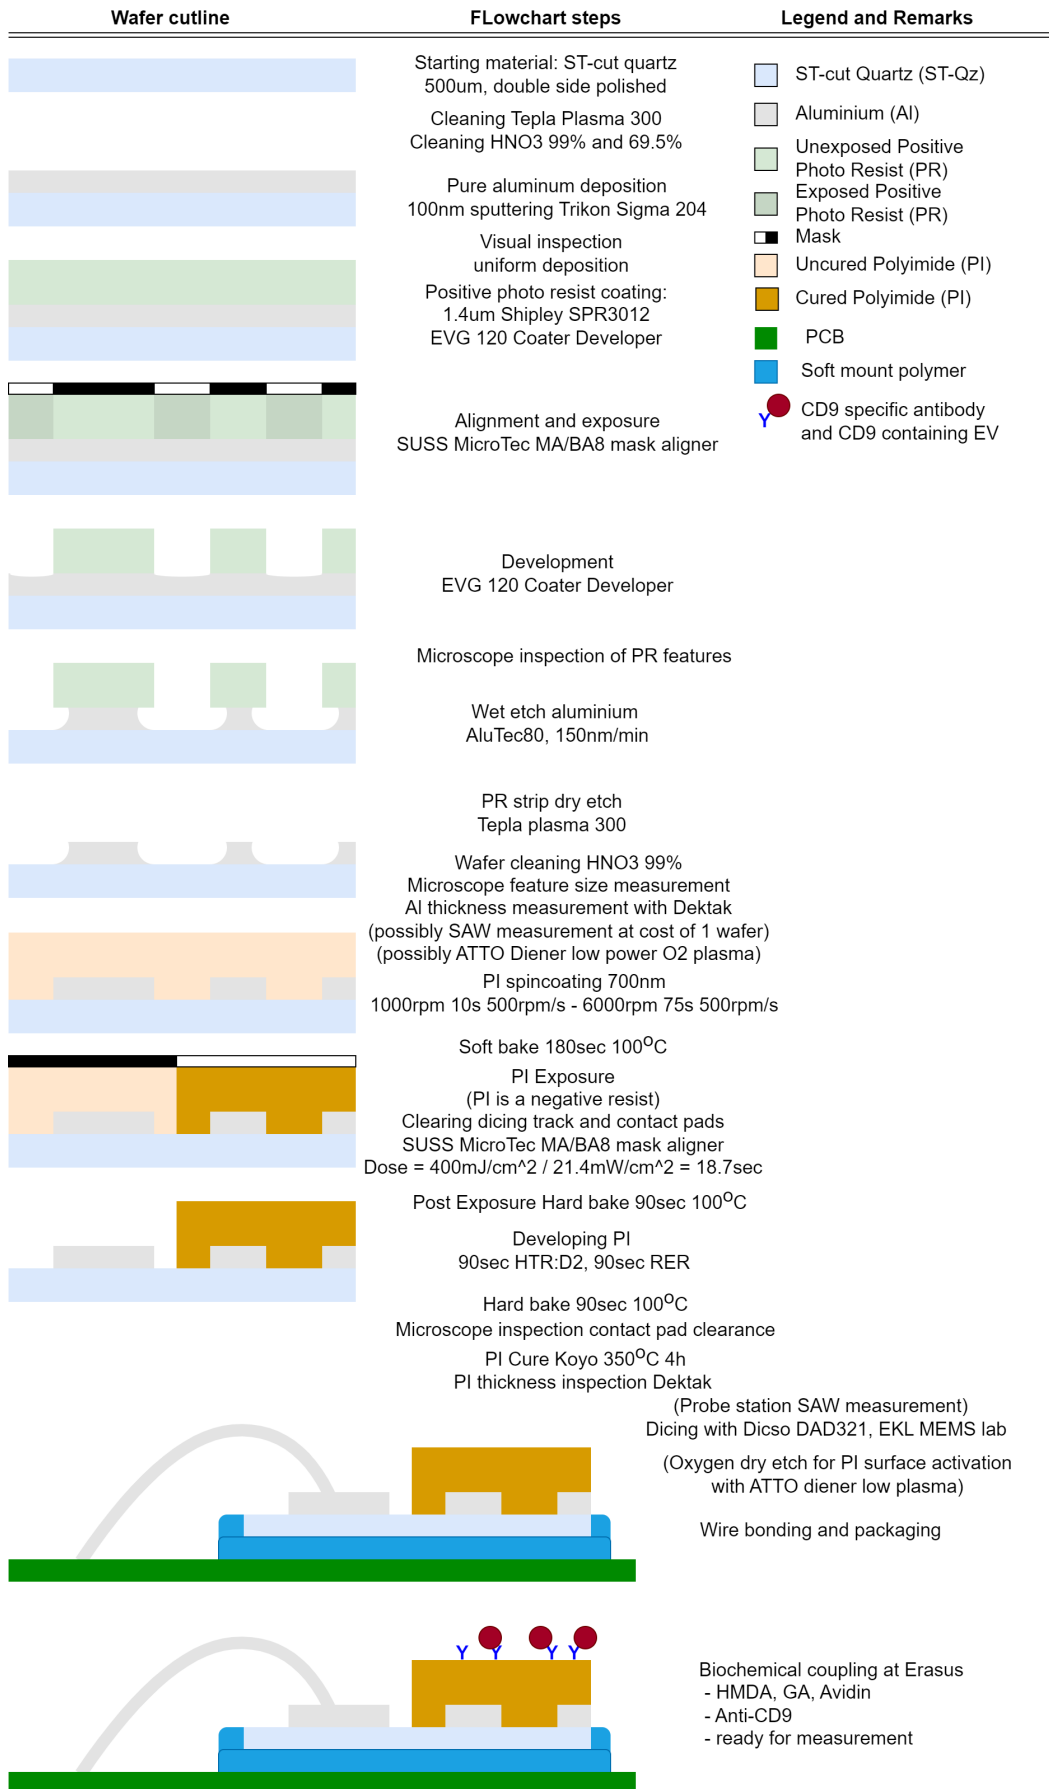 Wafer cutline
FLowchart steps
Legend and Remarks
Starting material: ST-cut quartz
500um, double side polished
Cleaning Tepla Plasma 300
Cleaning HNO3 99% and 69.5%
Pure aluminum deposition
100nm sputtering Trikon Sigma 204
Visual inspection
uniform deposition
Positive photo resist coating:
1.4um Shipley SPR3012
EVG 120 Coater Developer
Alignment and exposure
SUSS MicroTec MA/BA8 mask aligner
Development
EVG 120 Coater Developer
Microscope inspection of PR features
Wet etch aluminium
AluTec80, 150nm/min
PR strip dry etch
Tepla plasma 300
Wafer cleaning HNO3 99%
Microscope feature size measurement
Al thickness measurement with Dektak
(possibly SAW measurement at cost of 1 wafer)
(possibly ATTO Diener low power O2 plasma)
PI spincoating 700nm
1000rpm 10s 500rpm/s - 6000rpm 75s 500rpm/s
Soft bake 180sec 100°C
PI Exposure
(PI is a negative resist)
Clearing dicing track and contact pads
SUSS MicroTec MA/BA8 mask aligner
Dose = 400mJ/cm^2 / 21.4mW/cm^2 = 18.7sec
Post Exposure Hard bake 90sec 100°C
Developing PI
90sec HTR:D2, 90sec RER
Hard bake 90sec 100°C
Microscope inspection contact pad clearance
PI Cure Koyo 350°C 4h
PI thickness inspection Dektak
(Probe station SAW measurement)
Dicing with Dicso DAD321, EKL MEMS lab
(Oxygen dry etch for PI surface activation
with ATTO diener low plasma)
Wire bonding and packaging
Biochemical coupling at Erasus
- HMDA, GA, Avidin
- Anti-CD9
- ready for measurement
ST-cut Quartz (ST-Qz)
Aluminium (Al)
Unexposed Positive
Photo Resist (PR)
Exposed Positive
Photo Resist (PR)
Mask
Uncured Polyimide (PI)
Cured Polyimide (PI)
PCB
Soft mount polymer
Y
CD9 specific antibody
and CD9 containing EV
Y Y Y Y